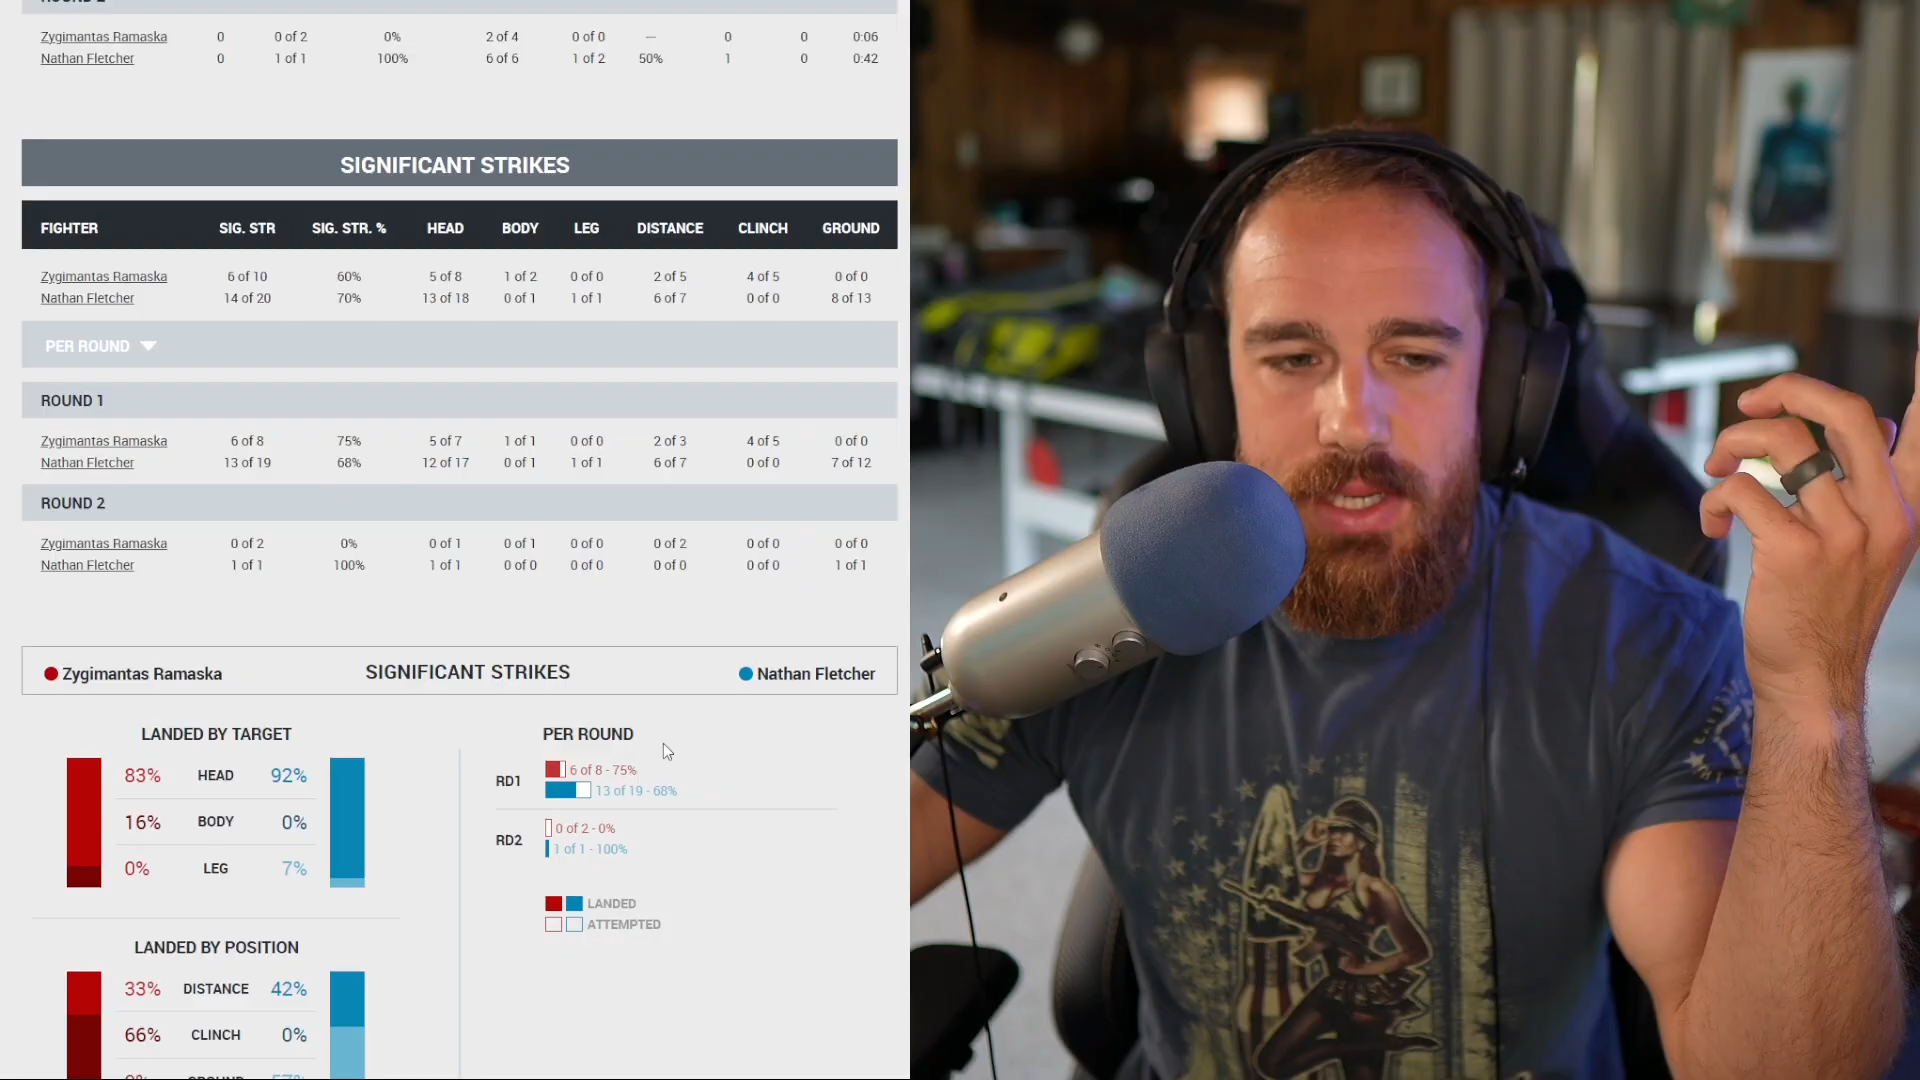 Zygimantas Ramaska 0 0 of 2 0% 2 of 4 0 of 0 --- 0 0 0:06
Nathan Fletcher 0 1 of 1 100% 6 of 6 1 of 2 50% 1 0 0:42
SIGNIFICANT STRIKES
FIGHTER SIG. STR SIG. STR. % HEAD BODY LEG DISTANCE CLINCH GROUND
Zygimantas Ramaska 6 of 10 60% 5 of 8 1 of 2 0 of 0 2 of 5 4 of 5 0 of 0
Nathan Fletcher 14 of 20 70% 13 of 18 0 of 1 1 of 1 6 of 7 0 of 0 8 of 13
PER ROUND
ROUND 1
Zygimantas Ramaska 6 of 8 75% 5 of 7 1 of 1 0 of 0 2 of 3 4 of 5 0 of 0
Nathan Fletcher 13 of 19 68% 12 of 17 0 of 1 1 of 1 6 of 7 0 of 0 7 of 12
ROUND 2
Zygimantas Ramaska 0 of 2 0% 0 of 1 0 of 1 0 of 0 0 of 2 0 of 0 0 of 0
Nathan Fletcher 1 of 1 100% 1 of 1 0 of 0 0 of 0 0 of 0 0 of 0 1 of 1
Zygimantas Ramaska SIGNIFICANT STRIKES Nathan Fletcher
LANDED BY TARGET
83% HEAD 92%
16% BODY 0%
0% LEG 7%
PER ROUND
RD1 6 of 8 - 75%
13 of 19 - 68%
RD2 0 of 2 - 0%
1 of 1 - 100%
LANDED
ATTEMPTED
LANDED BY POSITION
33% DISTANCE 42%
66% CLINCH 0%